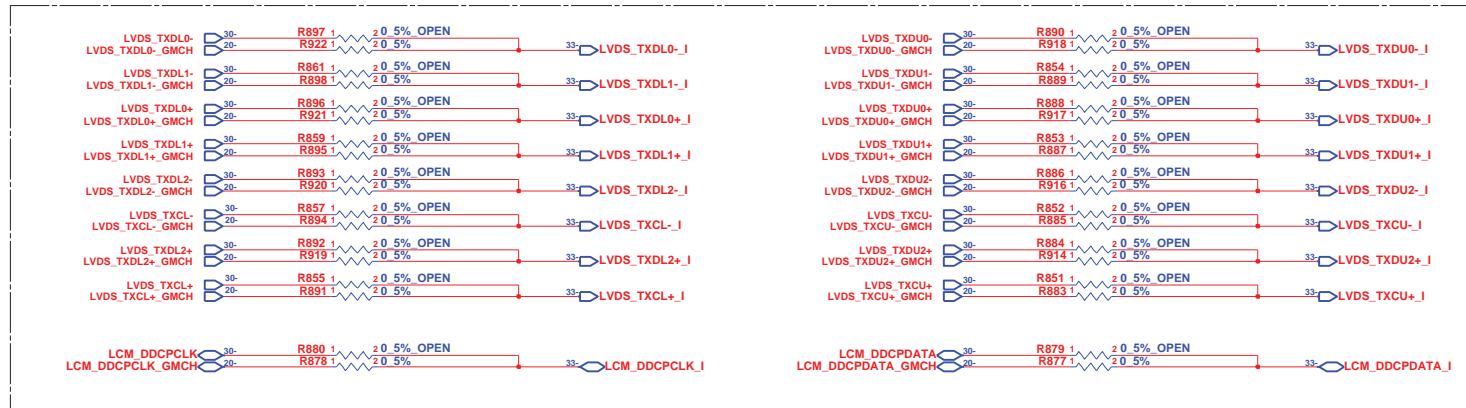 LVDS_TXDL0- 30- R897 1 2 0_5%_OPEN
LVDS_TXDL0-_GMCH 20- R922 1 2 0_5% 33- LVDS_TXDL0-_I
LVDS_TXDU0- 30- R890 1 2 0_5%_OPEN
LVDS_TXDU0-_GMCH 20- R918 1 2 0_5% 33- LVDS_TXDU0-_I
LVDS_TXDL1- 30- R861 1 2 0_5%_OPEN
LVDS_TXDL1-_GMCH 20- R898 1 2 0_5% 33- LVDS_TXDL1-_I
LVDS_TXDU1- 30- R854 1 2 0_5%_OPEN
LVDS_TXDU1-_GMCH 20- R889 1 2 0_5% 33- LVDS_TXDU1-_I
LVDS_TXDL0+ 30- R896 1 2 0_5%_OPEN
LVDS_TXDL0+_GMCH 20- R921 1 2 0_5% 33- LVDS_TXDL0+_I
LVDS_TXDU0+ 30- R888 1 2 0_5%_OPEN
LVDS_TXDU0+_GMCH 20- R917 1 2 0_5% 33- LVDS_TXDU0+_I
LVDS_TXDL1+ 30- R859 1 2 0_5%_OPEN
LVDS_TXDL1+_GMCH 20- R895 1 2 0_5% 33- LVDS_TXDL1+_I
LVDS_TXDU1+ 30- R853 1 2 0_5%_OPEN
LVDS_TXDU1+_GMCH 20- R887 1 2 0_5% 33- LVDS_TXDU1+_I
LVDS_TXDL2- 30- R893 1 2 0_5%_OPEN
LVDS_TXDL2-_GMCH 20- R920 1 2 0_5% 33- LVDS_TXDL2-_I
LVDS_TXDU2- 30- R886 1 2 0_5%_OPEN
LVDS_TXDU2-_GMCH 20- R916 1 2 0_5% 33- LVDS_TXDU2-_I
LVDS_TXCL- 30- R857 1 2 0_5%_OPEN
LVDS_TXCL-_GMCH 20- R894 1 2 0_5% 33- LVDS_TXCL-_I
LVDS_TXCU- 30- R852 1 2 0_5%_OPEN
LVDS_TXCU-_GMCH 20- R885 1 2 0_5% 33- LVDS_TXCU-_I
LVDS_TXDL2+ 30- R892 1 2 0_5%_OPEN
LVDS_TXDL2+_GMCH 20- R919 1 2 0_5% 33- LVDS_TXDL2+_I
LVDS_TXDU2+ 30- R884 1 2 0_5%_OPEN
LVDS_TXDU2+_GMCH 20- R914 1 2 0_5% 33- LVDS_TXDU2+_I
LVDS_TXCL+ 30- R855 1 2 0_5%_OPEN
LVDS_TXCL+_GMCH 20- R891 1 2 0_5% 33- LVDS_TXCL+_I
LVDS_TXCU+ 30- R851 1 2 0_5%_OPEN
LVDS_TXCU+_GMCH 20- R883 1 2 0_5% 33- LVDS_TXCU+_I
LCM_DDCPCLK 30- R880 1 2 0_5%_OPEN
LCM_DDCPCLK_GMCH 20- R878 1 2 0_5% 33- LCM_DDCPCLK_I
LCM_DDCPDATA 30- R879 1 2 0_5%_OPEN
LCM_DDCPDATA_GMCH 20- R877 1 2 0_5% 33- LCM_DDCPDATA_I